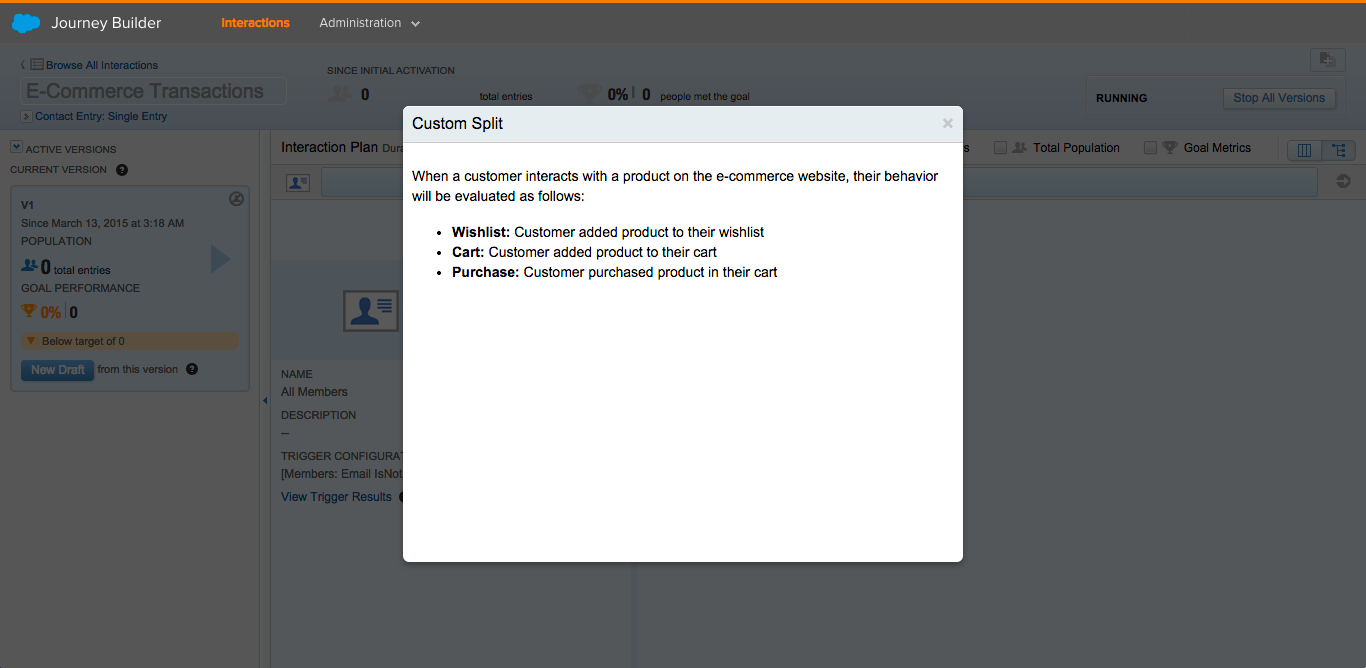 Journey Builder
Interactions
Administration
Browse All Interactions
E-Commerce Transactions
Contact Entry: Single Entry
SINCE INITIAL ACTIVATION
0 total entries
0% 0 people met the goal
RUNNING
Stop All Versions
ACTIVE VERSIONS
CURRENT VERSION ?
V1
Since March 13, 2015 at 3:18 AM
POPULATION
0 total entries
GOAL PERFORMANCE
0% 0
Below target of 0
New Draft from this version ?
Interaction Plan
Total Population
Goal Metrics
NAME
All Members
DESCRIPTION
--
TRIGGER
[Members: Email
View Trigger Results
Custom Split ×
When a customer interacts with a product on the e-commerce website, their behavior
will be evaluated as follows:
• Wishlist: Customer added product to their wishlist
• Cart: Customer added product to their cart
• Purchase: Customer purchased product in their cart